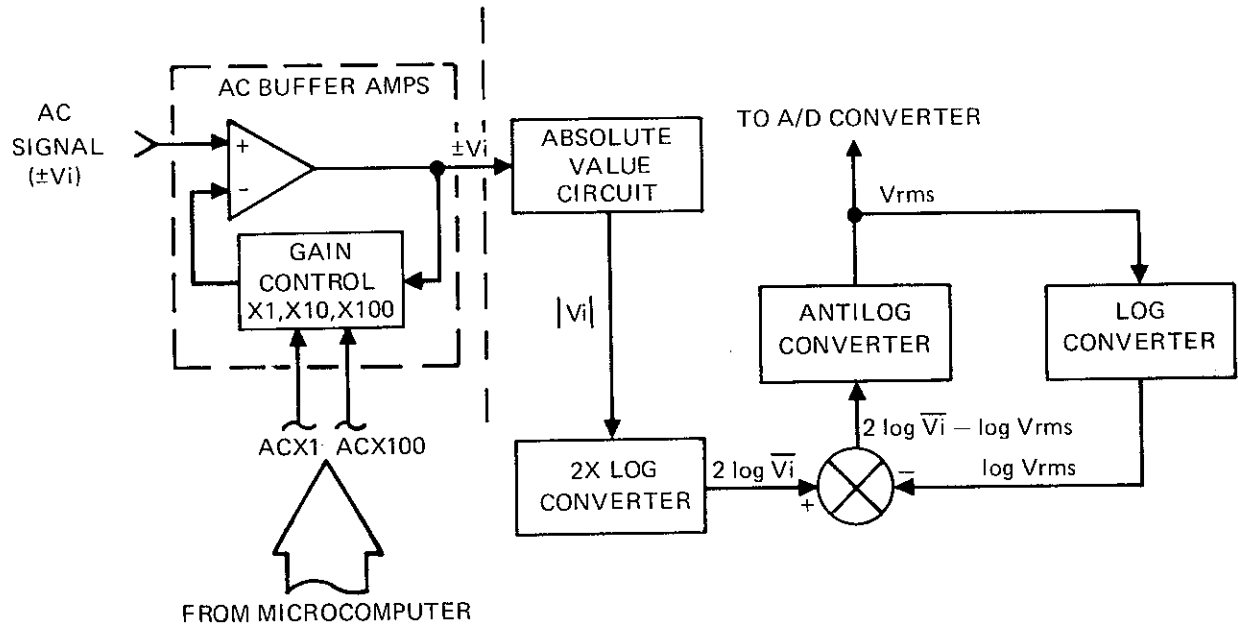 AC BUFFER AMPS
AC
SIGNAL
(±Vi)
+
−
GAIN
CONTROL
X1, X10, X100
±Vi
ABSOLUTE
VALUE
CIRCUIT
|Vi|
ACX1 ACX100
FROM MICROCOMPUTER
2X LOG
CONVERTER
2 log V̅i̅
+
−
TO A/D CONVERTER
Vrms
ANTILOG
CONVERTER
LOG
CONVERTER
2 log V̅i̅ − log Vrms
log Vrms